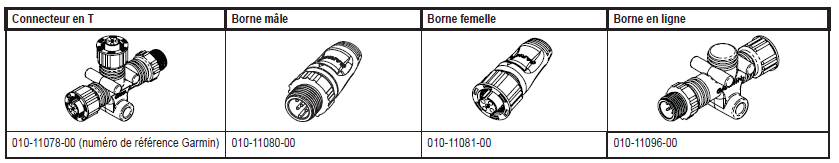 Connecteur en T
Borne mâle
Borne femelle
Borne en ligne
010-11078-00 (numéro de référence Garmin)
010-11080-00
010-11081-00
010-11096-00